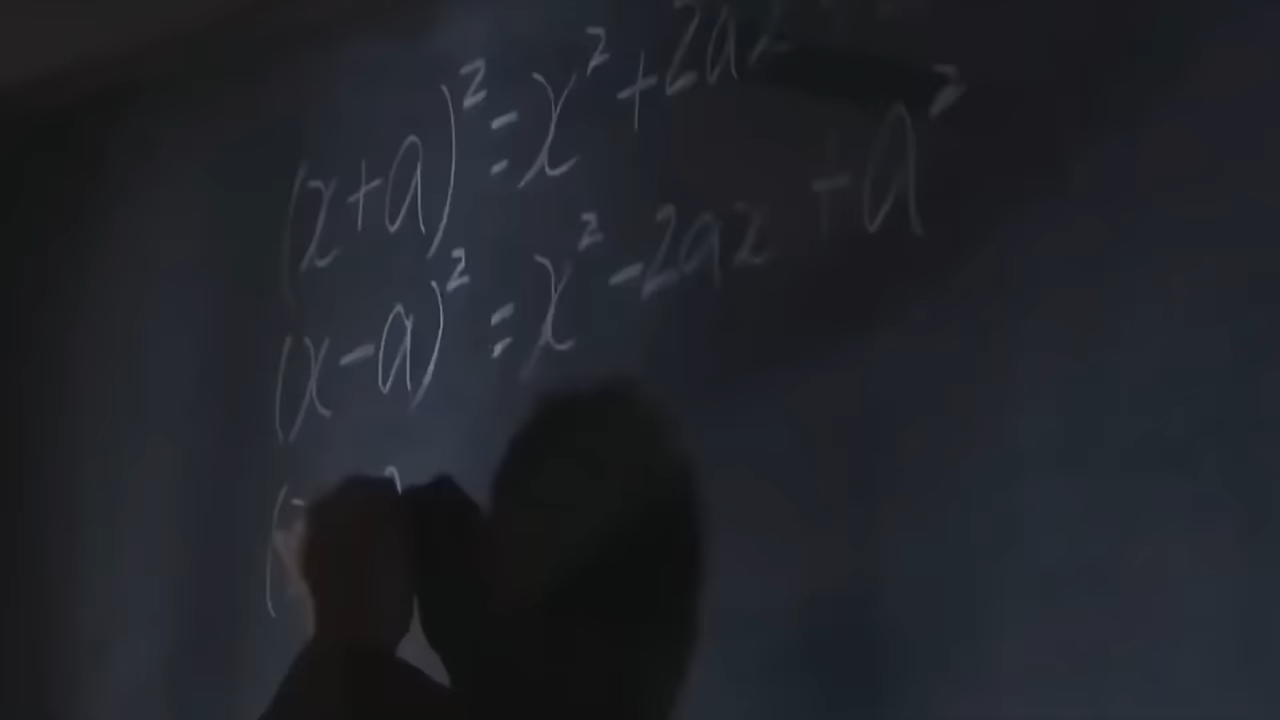 (x+a)² = x² + 2ax
(x-a)² = x² - 2ax + a²
(-